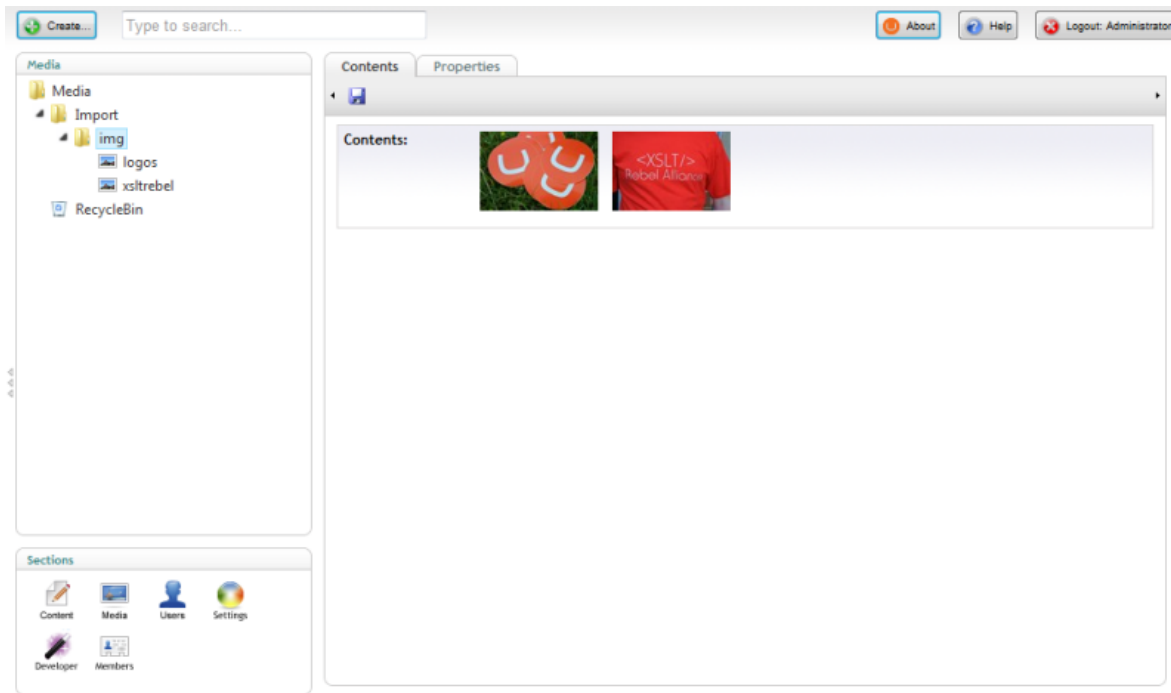 Create...
Type to search...
About
Help
Logout: Administrator
Media
Media
Import
img
logos
xsltrebel
RecycleBin
Contents
Properties
Contents:
<XSLT/>
Rebel Alliance
Sections
Content
Media
Users
Settings
Developer
Members